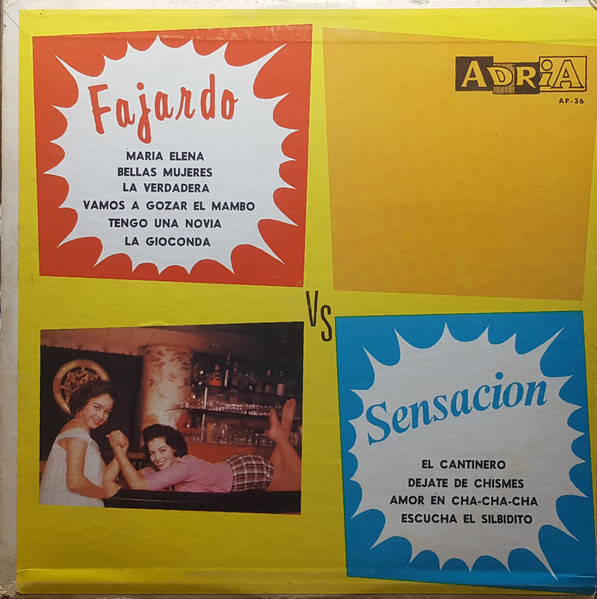 Fajardo
MARIA ELENA
BELLAS MUJERES
LA VERDADERA
VAMOS A GOZAR EL MAMBO
TENGO UNA NOVIA
LA GIOCONDA
ADRiA
AP-36
VS
Sensacion
EL CANTINERO
DEJATE DE CHISMES
AMOR EN CHA-CHA-CHA
ESCUCHA EL SILBIDITO